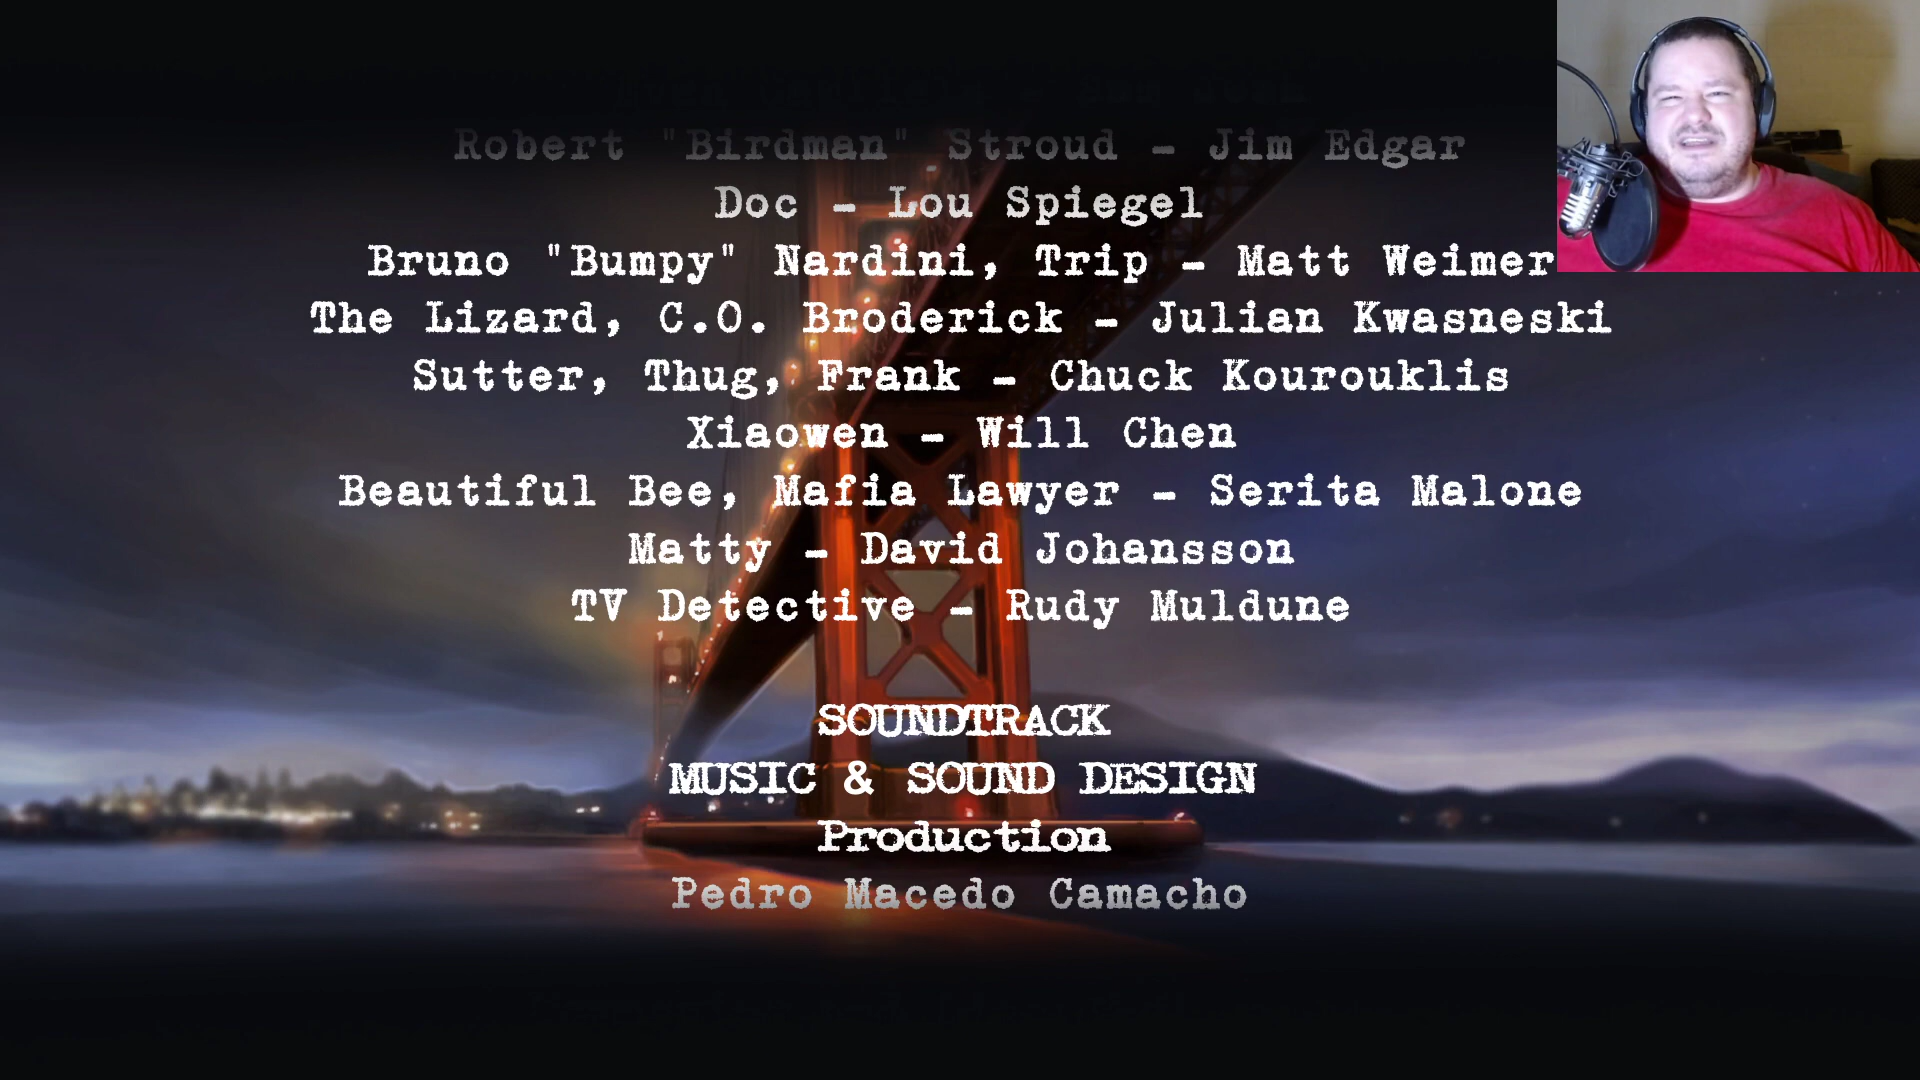 Robert "Birdman" Stroud - Jim Edgar
Doc - Lou Spiegel
Bruno "Bumpy" Nardini, Trip - Matt Weimer
The Lizard, C.O. Broderick - Julian Kwasneski
Sutter, Thug, Frank - Chuck Kourouklis
Xiaowen - Will Chen
Beautiful Bee, Mafia Lawyer - Serita Malone
Matty - David Johansson
TV Detective - Rudy Muldune
SOUNDTRACK
MUSIC & SOUND DESIGN
Production
Pedro Macedo Camacho